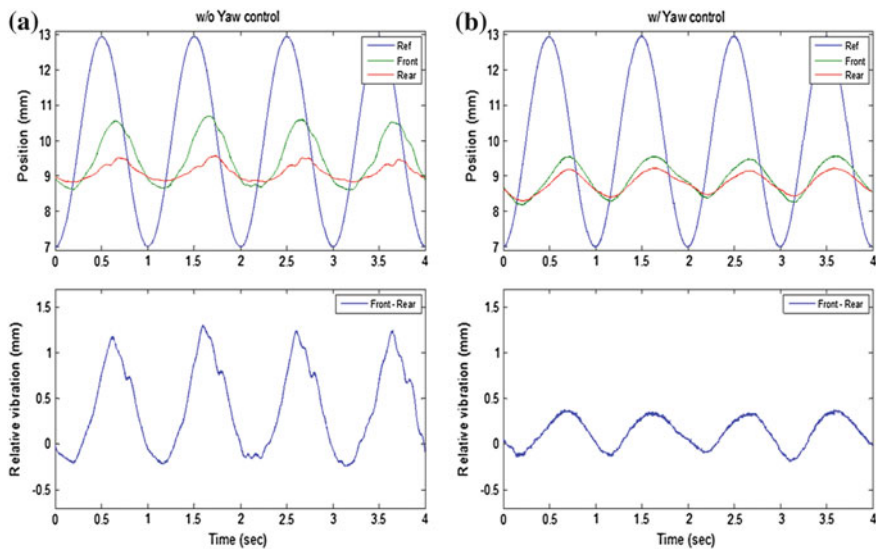 (a)
w/o Yaw control
13
12
11
10
9
8
7
Position (mm)
0 0.5 1 1.5 2 2.5 3 3.5 4
Ref
Front
Rear
(b)
w/ Yaw control
13
12
11
10
9
8
7
Position (mm)
0 0.5 1 1.5 2 2.5 3 3.5 4
Ref
Front
Rear
1.5
1
0.5
0
-0.5
Relative vibration (mm)
Front - Rear
0 0.5 1 1.5 2 2.5 3 3.5 4
Time (sec)
1.5
1
0.5
0
-0.5
Relative vibration (mm)
Front - Rear
0 0.5 1 1.5 2 2.5 3 3.5 4
Time (sec)